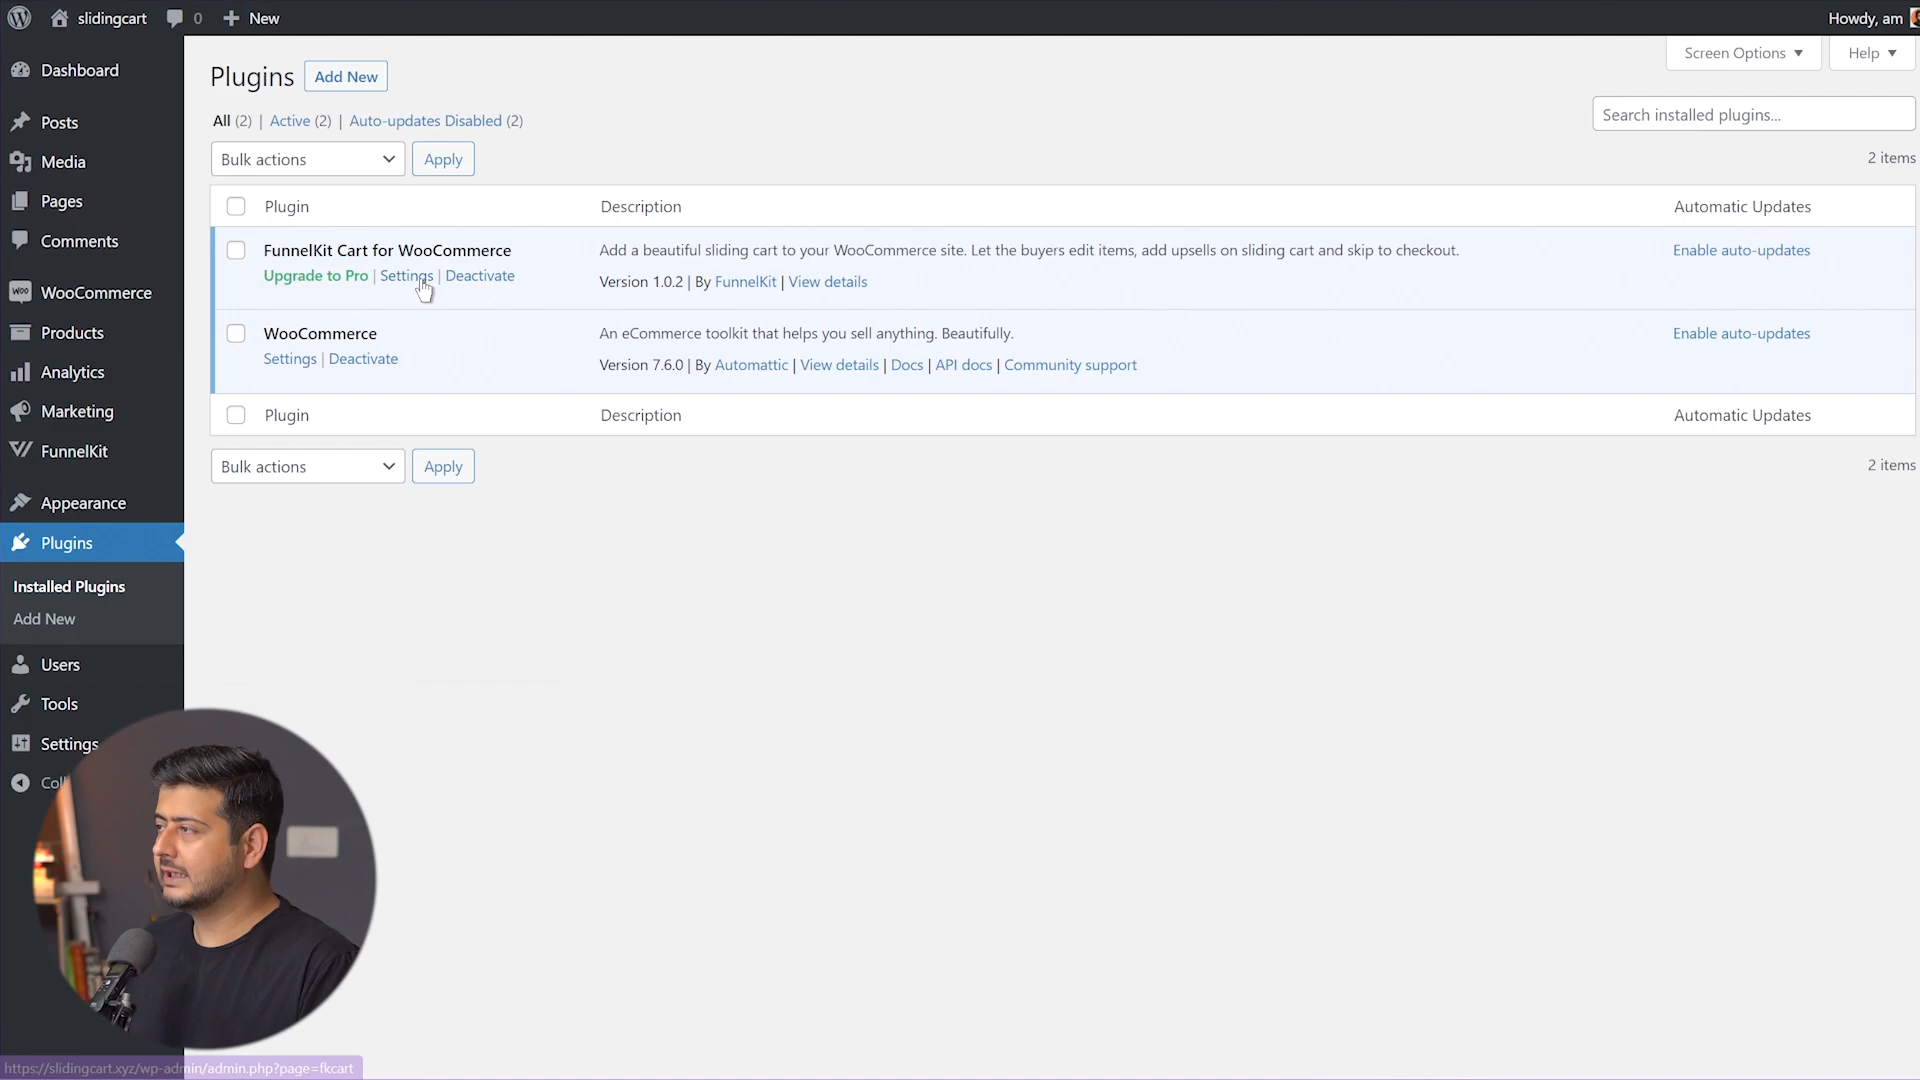 slidingcart 0 New Howdy, am
Dashboard
Posts
Media
Pages
Comments
WooCommerce
Products
Analytics
Marketing
FunnelKit
Appearance
Plugins
Installed Plugins
Add New
Users
Tools
Settings
Screen Options Help
Plugins Add New
All (2) | Active (2) | Auto-updates Disabled (2)
Search installed plugins...
Bulk actions Apply
2 items
Plugin Description Automatic Updates
FunnelKit Cart for WooCommerce
Upgrade to Pro | Settings | Deactivate
Add a beautiful sliding cart to your WooCommerce site. Let the buyers edit items, add upsells on sliding cart and skip to checkout.
Version 1.0.2 | By FunnelKit | View details
Enable auto-updates
WooCommerce
Settings | Deactivate
An eCommerce toolkit that helps you sell anything. Beautifully.
Version 7.6.0 | By Automattic | View details | Docs | API docs | Community support
Enable auto-updates
Plugin Description Automatic Updates
Bulk actions Apply
2 items
https://slidingcart.xyz/wp-admin/admin.php?page=fkcart